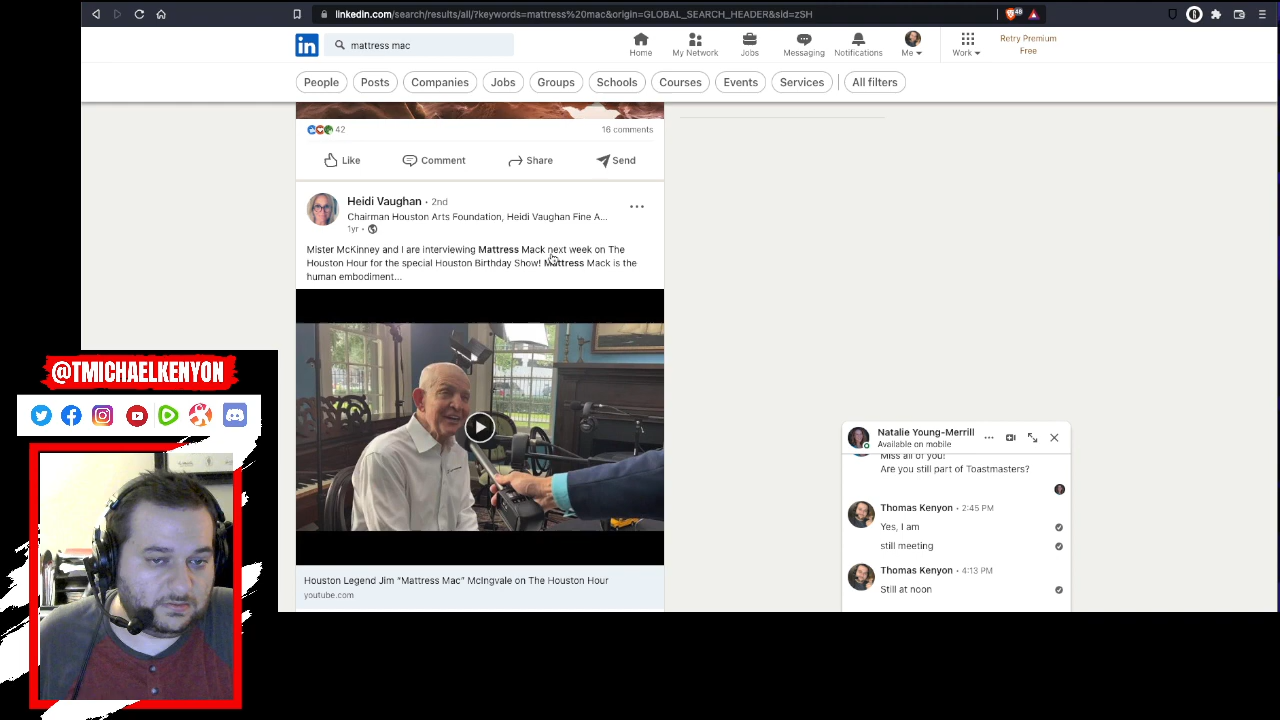 linkedin.com/search/results/all/?keywords=mattress%20mac&origin=GLOBAL_SEARCH_HEADER&sid=zSH
48
in
mattress mac
Home
My Network
Jobs
Messaging
Notifications
Me
Work
Retry Premium
Free
People
Posts
Companies
Jobs
Groups
Schools
Courses
Events
Services
All filters
42
16 comments
Like
Comment
Share
Send
Heidi Vaughan • 2nd
Chairman Houston Arts Foundation, Heidi Vaughan Fine A...
1yr •
Mister McKinney and I are interviewing Mattress Mack next week on The
Houston Hour for the special Houston Birthday Show! Mattress Mack is the
human embodiment...
Houston Legend Jim “Mattress Mac” McIngvale on The Houston Hour
youtube.com
@TMICHAELKENYON
Natalie Young-Merrill
Available on mobile
Miss all of you!
Are you still part of Toastmasters?
Thomas Kenyon • 2:45 PM
Yes, I am
still meeting
Thomas Kenyon • 4:13 PM
Still at noon